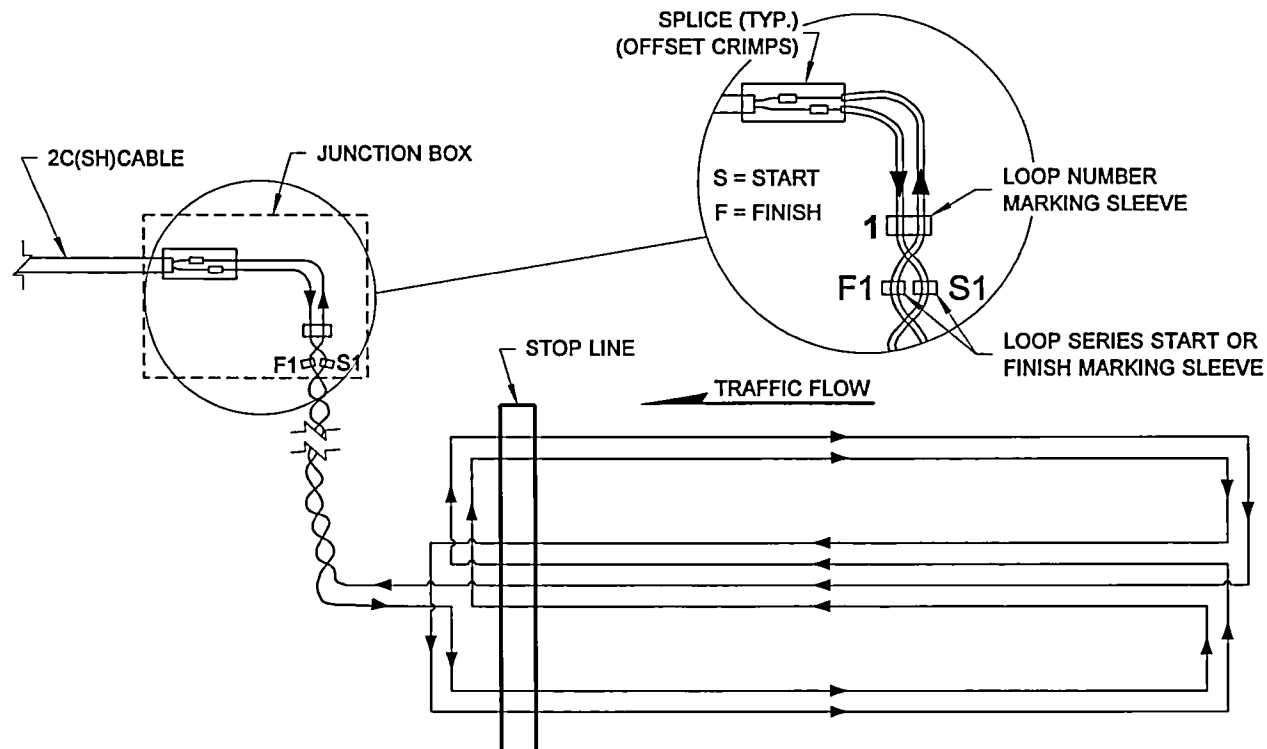 SPLICE (TYP.)
(OFFSET CRIMPS)
2C(SH)CABLE
JUNCTION BOX
S = START
F = FINISH
LOOP NUMBER
MARKING SLEEVE
1
F1
S1
LOOP SERIES START OR
FINISH MARKING SLEEVE
F1
S1
STOP LINE
TRAFFIC FLOW